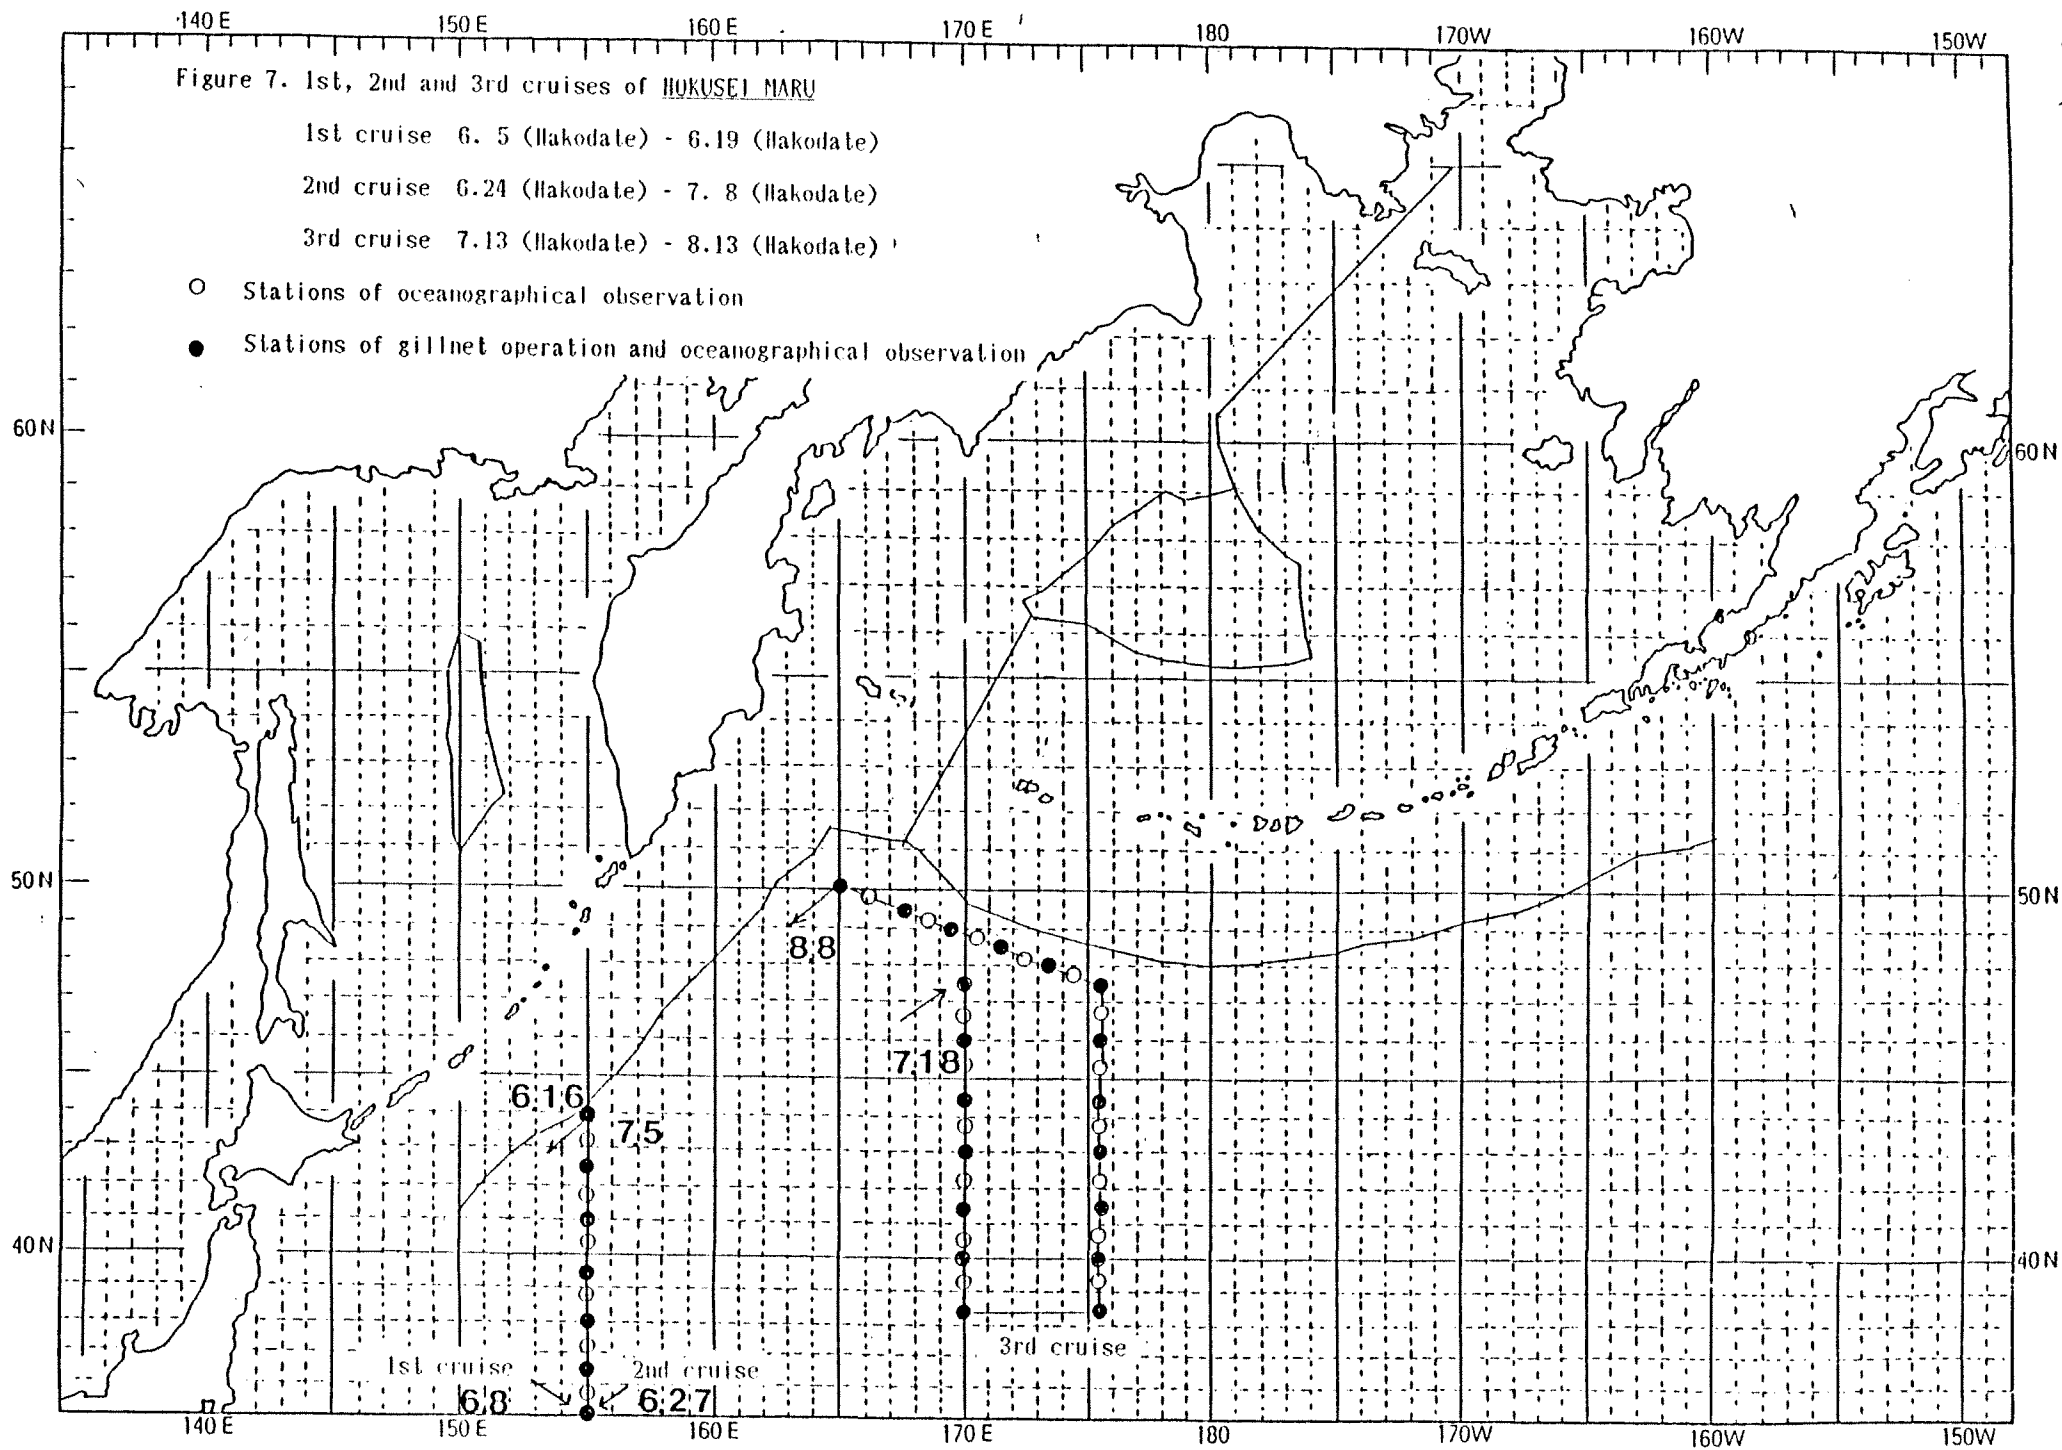 140 E 150 E 160 E 170 E 180 170W 160W 150W
Figure 7. 1st, 2nd and 3rd cruises of HOKUSEI MARU
1st cruise 6. 5 (Hakodate) - 6.19 (Hakodate)
2nd cruise 6.24 (Hakodate) - 7. 8 (Hakodate)
3rd cruise 7.13 (Hakodate) - 8.13 (Hakodate)
Stations of oceanographical observation
Stations of gillnet operation and oceanographical observation
60N 60N
50N 50N
8,8
7,18
6,16
7,5
40N 40N
3rd cruise
1st cruise 2nd cruise
6,8 6,27
140 E 150 E 160 E 170 E 180 170W 160W 150W